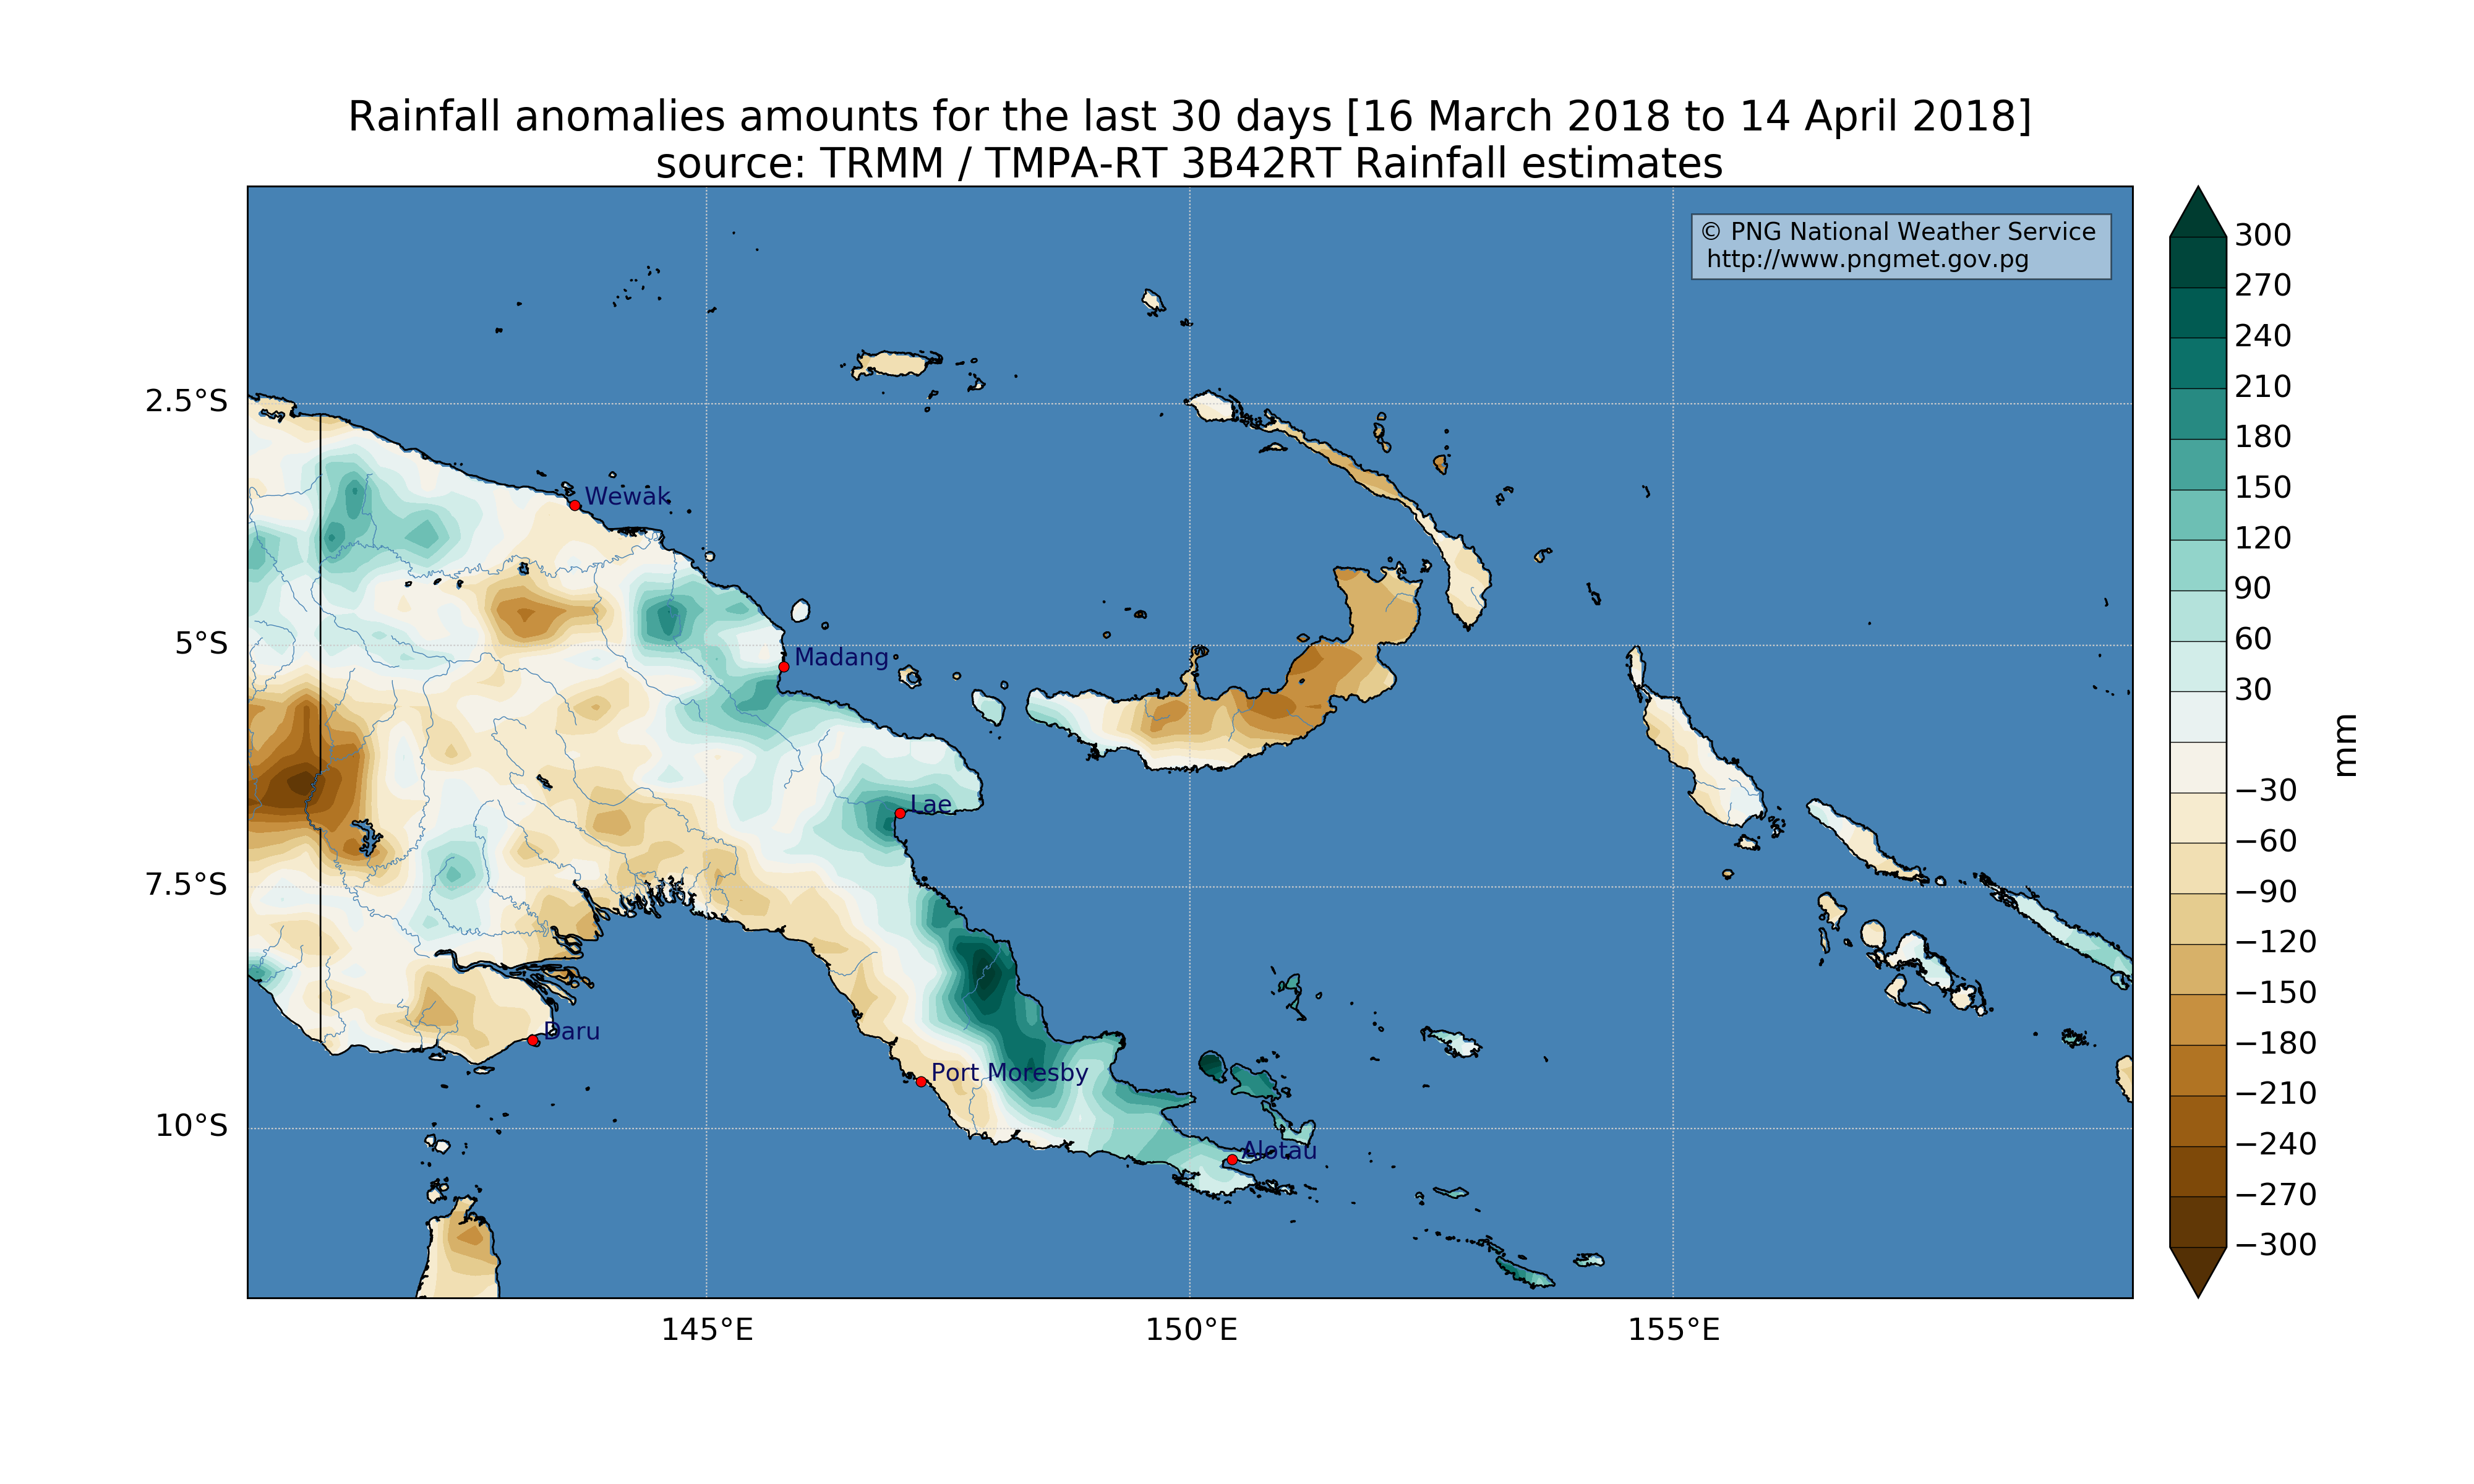 Rainfall anomalies amounts for the last 30 days [16 March 2018 to 14 April 2018]
source: TRMM / TMPA-RT 3B42RT Rainfall estimates
© PNG National Weather Service
http://www.pngmet.gov.pg
2.5°S
5°S
7.5°S
10°S
Wewak
Madang
Lae
Daru
Port Moresby
Alotau
145°E
150°E
155°E
300
270
240
210
180
150
120
90
60
30
−30
−60
−90
−120
−150
−180
−210
−240
−270
−300
mm